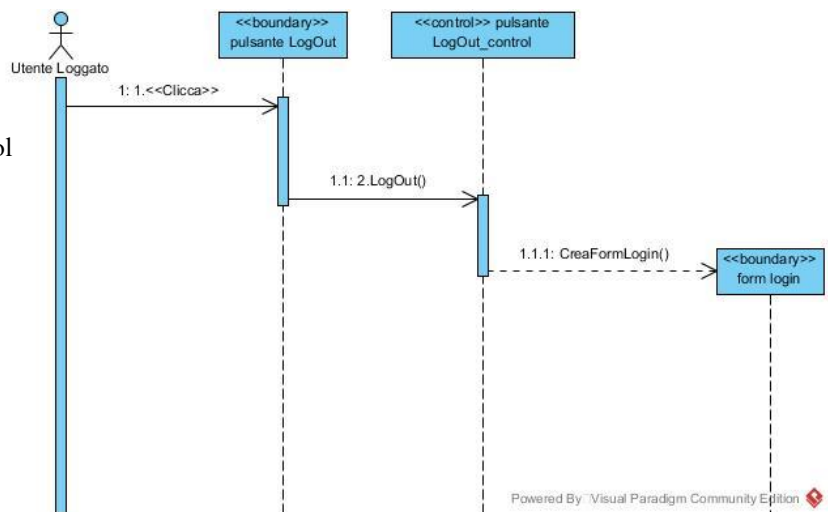 <<boundary>>
pulsante LogOut
<<control>> pulsante
LogOut_control
Utente Loggato
1: 1.<<Clicca>>
ol
1.1: 2.LogOut()
1.1.1: CreaFormLogin()
<<boundary>>
form login
Powered By Visual Paradigm Community Edition